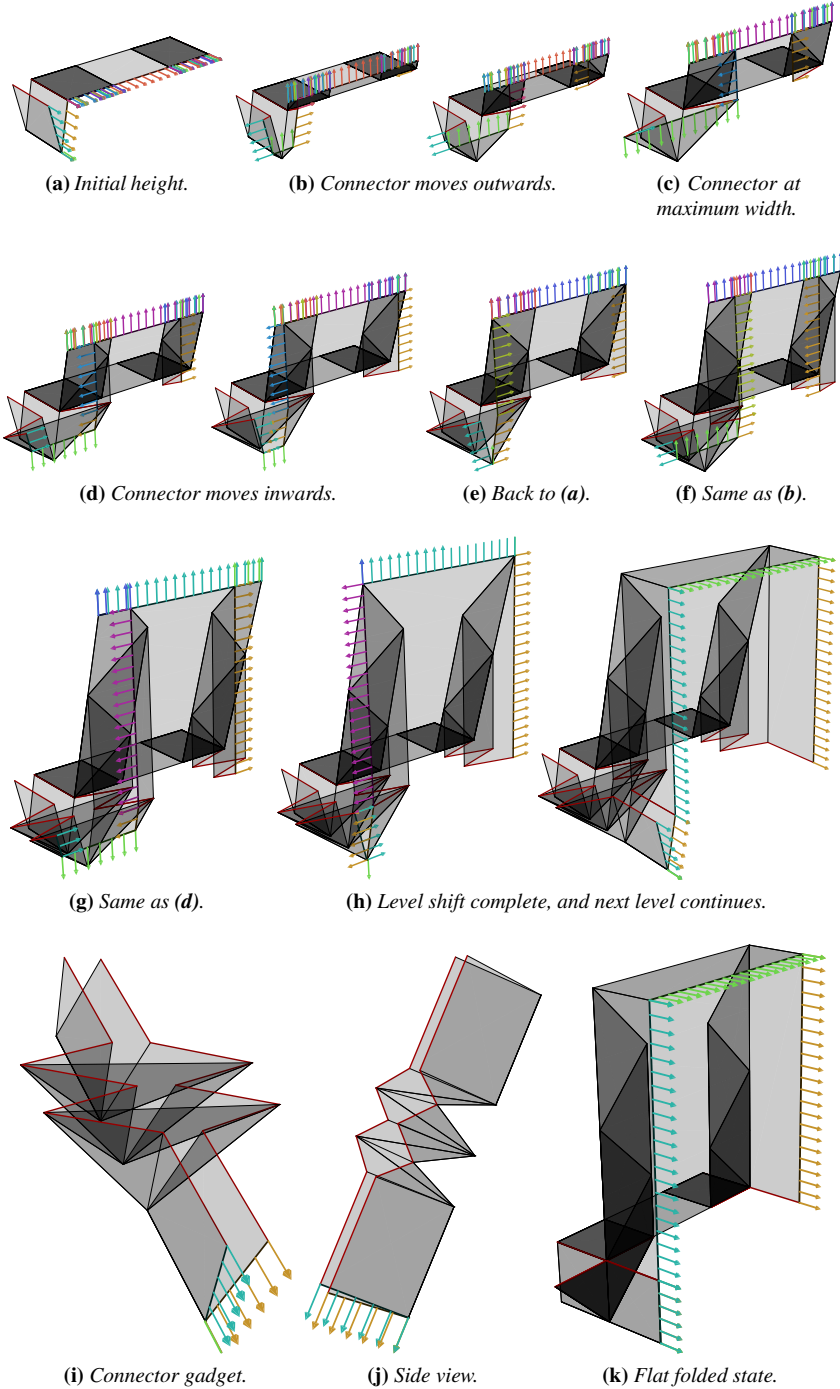 (a) Initial height.
(b) Connector moves outwards.
(c) Connector at
maximum width.
(d) Connector moves inwards.
(e) Back to (a).
(f) Same as (b).
(g) Same as (d).
(h) Level shift complete, and next level continues.
(i) Connector gadget.
(j) Side view.
(k) Flat folded state.